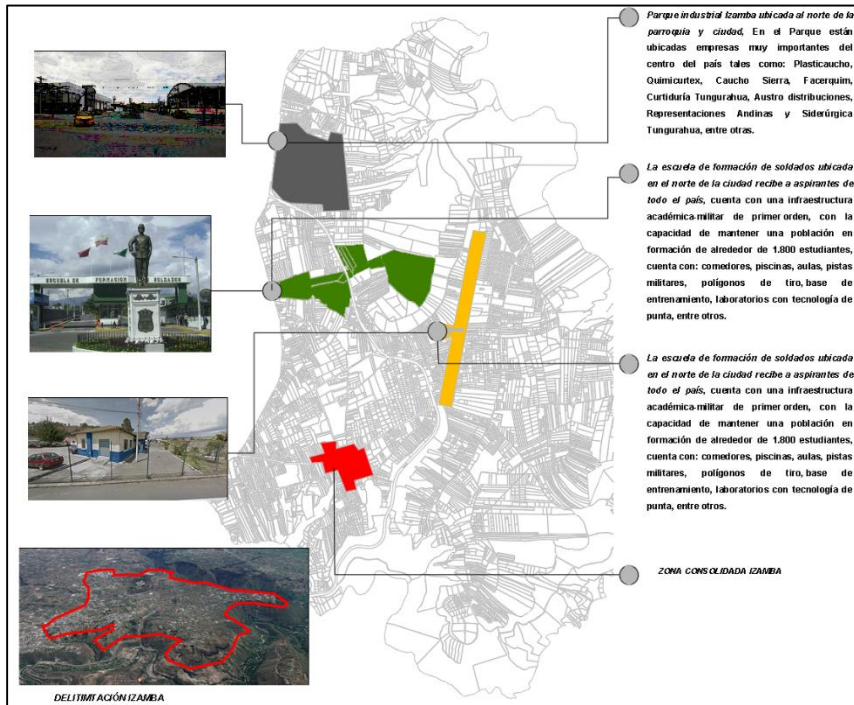 Parque industrial Izamba ubicada al norte de la
parroquia y ciudad, En el Parque están
ubicadas empresas muy importantes del
centro del país tales como: Plasticaucho,
Quimicurtex, Caucho Sierra, Facerquim,
Curtiduría Tungurahua, Austro distribuciones,
Representaciones Andinas y Siderúrgica
Tungurahua, entre otras.
La escuela de formación de soldados ubicada
en el norte de la ciudad recibe a aspirantes de
todo el país, cuenta con una infraestructura
académica-militar de primer orden, con la
capacidad de mantener una población en
formación de alrededor de 1.800 estudiantes,
cuenta con: comedores, piscinas, aulas, pistas
militares, polígonos de tiro, base de
entrenamiento, laboratorios con tecnología de
punta, entre otros.
ESCUELA DE FORMACION SOLDADOS
La escuela de formación de soldados ubicada
en el norte de la ciudad recibe a aspirantes de
todo el país, cuenta con una infraestructura
académica-militar de primer orden, con la
capacidad de mantener una población en
formación de alrededor de 1.800 estudiantes,
cuenta con: comedores, piscinas, aulas, pistas
militares, polígonos de tiro, base de
entrenamiento, laboratorios con tecnología de
punta, entre otros.
ZONA CONSOLIDADA IZAMBA
DELITIMTACIÓN IZAMBA